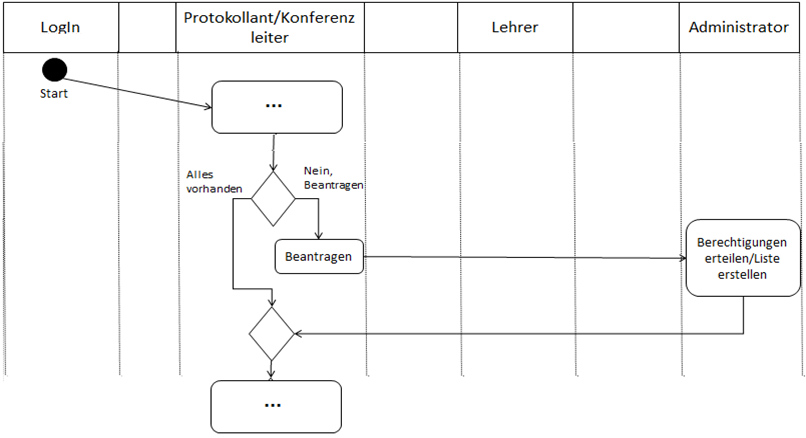 LogIn
Protokollant/Konferenz
leiter
Lehrer
Administrator
Start
...
Alles
vorhanden
Nein,
Beantragen
Beantragen
Berechtigungen
erteilen/Liste
erstellen
...